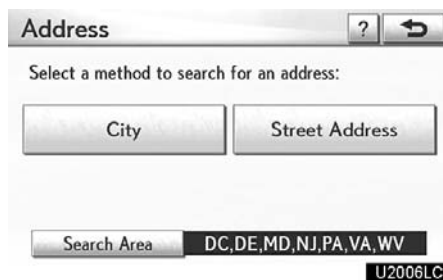 Address ?
Select a method to search for an address:
City Street Address
Search Area DC,DE,MD,NJ,PA,VA,WV
U2006LC